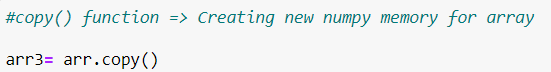 #copy() function => Creating new numpy memory for array
arr3= arr.copy()